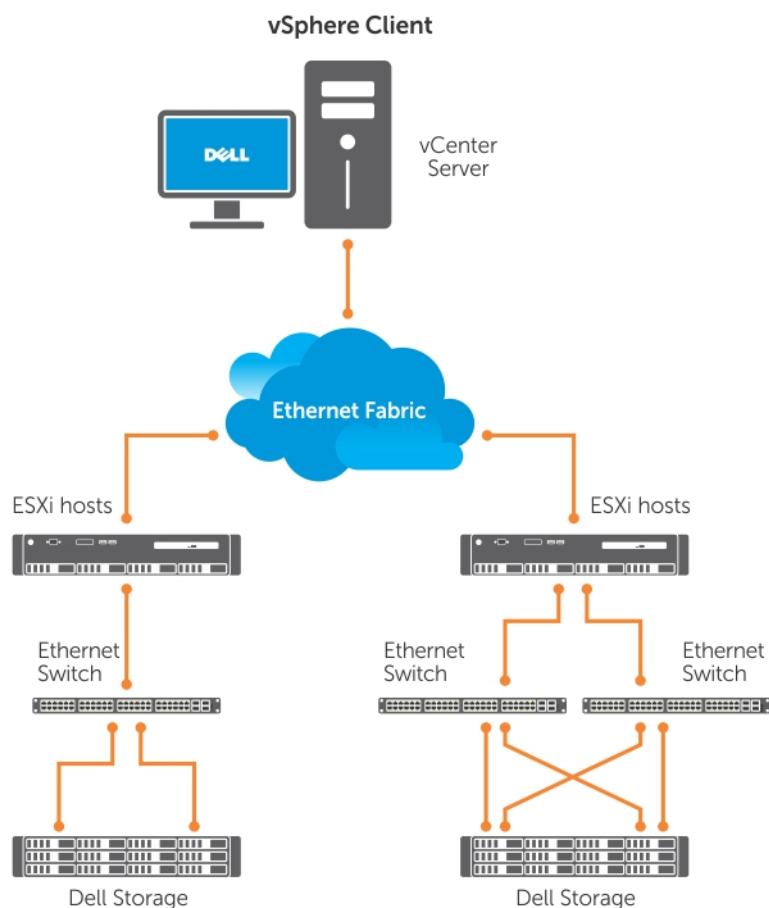 vSphere Client
DELL
vCenter
Server
Ethernet Fabric
ESXi hosts
ESXi hosts
Ethernet
Switch
Ethernet
Switch
Ethernet
Switch
Dell Storage
Dell Storage